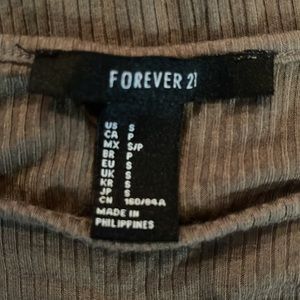 FOREVER 21
US S
CA P
MX S/P
BR P
EU S
UK S
KR S
JP S
CN 160/84A
MADE IN
PHILIPPINES